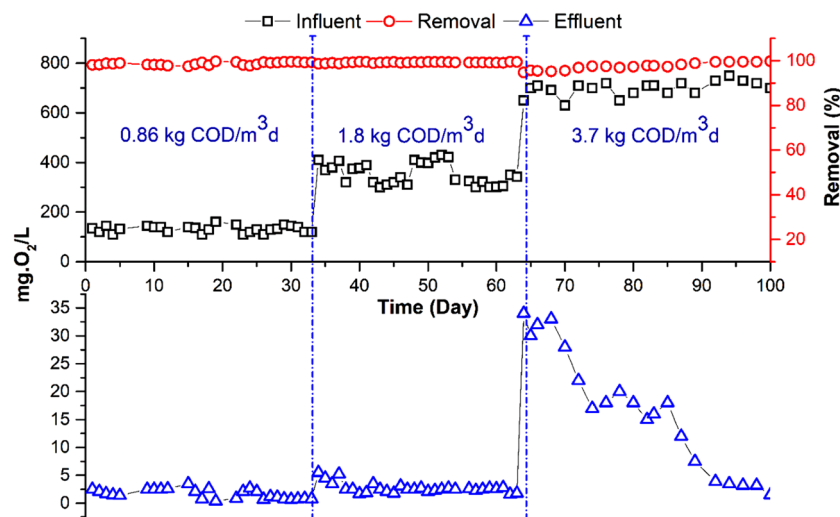 Influent Removal Effluent
800
600
400
200
0
100
80
60
40
20
0.86 kg COD/m³d
1.8 kg COD/m³d
3.7 kg COD/m³d
0 10 20 30 40 50 60 70 80 90 100
Time (Day)
mg.O₂/L
Removal (%)
35
30
25
20
15
10
5
0